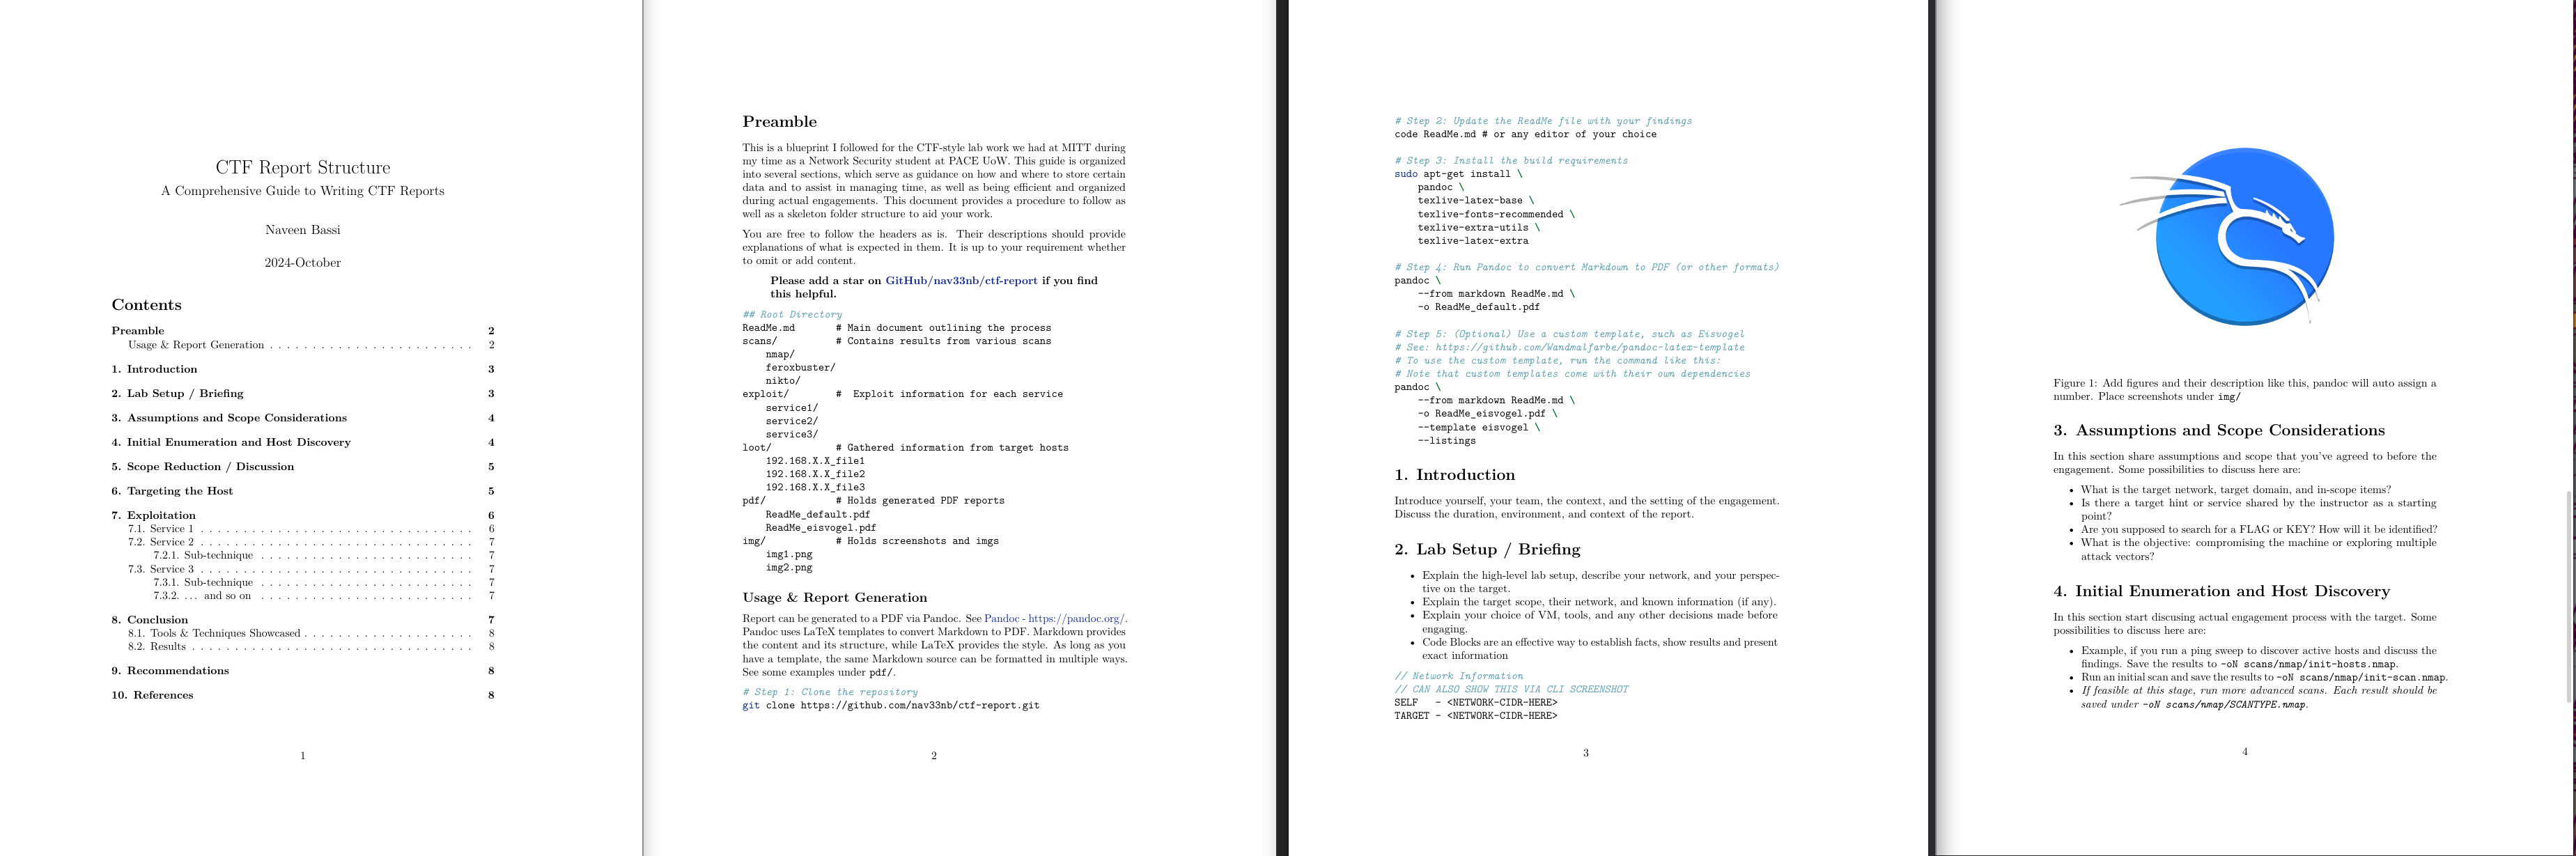 CTF Report Structure
A Comprehensive Guide to Writing CTF Reports
Naveen Bassi
2024-October
Contents
Preamble 2
Usage & Report Generation . . . . . . . . . . . . . . . . . . . . . . . . 2
1. Introduction 3
2. Lab Setup / Briefing 3
3. Assumptions and Scope Considerations 4
4. Initial Enumeration and Host Discovery 4
5. Scope Reduction / Discussion 5
6. Targeting the Host 5
7. Exploitation 6
7.1. Service 1 . . . . . . . . . . . . . . . . . . . . . . . . . . . . . . . . 6
7.2. Service 2 . . . . . . . . . . . . . . . . . . . . . . . . . . . . . . . . 7
7.2.1. Sub-technique . . . . . . . . . . . . . . . . . . . . . . . . . 7
7.3. Service 3 . . . . . . . . . . . . . . . . . . . . . . . . . . . . . . . . 7
7.3.1. Sub-technique . . . . . . . . . . . . . . . . . . . . . . . . . 7
7.3.2. ... and so on . . . . . . . . . . . . . . . . . . . . . . . . . 7
8. Conclusion 7
8.1. Tools & Techniques Showcased . . . . . . . . . . . . . . . . . . . . 8
8.2. Results . . . . . . . . . . . . . . . . . . . . . . . . . . . . . . . . . 8
9. Recommendations 8
10. References 8
1
Preamble
This is a blueprint I followed for the CTF-style lab work we had at MITT during
my time as a Network Security student at PACE UoW. This guide is organized
into several sections, which serve as guidance on how and where to store certain
data and to assist in managing time, as well as being efficient and organized
during actual engagements. This document provides a procedure to follow as
well as a skeleton folder structure to aid your work.
You are free to follow the headers as is. Their descriptions should provide
explanations of what is expected in them. It is up to your requirement whether
to omit or add content.
Please add a star on GitHub/nav33nb/ctf-report if you find
this helpful.
## Root Directory
ReadMe.md # Main document outlining the process
scans/ # Contains results from various scans
nmap/
feroxbuster/
nikto/
exploit/ # Exploit information for each service
service1/
service2/
service3/
loot/ # Gathered information from target hosts
192.168.X.X_file1
192.168.X.X_file2
192.168.X.X_file3
pdf/ # Holds generated PDF reports
ReadMe_default.pdf
ReadMe_eisvogel.pdf
img/ # Holds screenshots and imgs
img1.png
img2.png
Usage & Report Generation
Report can be generated to a PDF via Pandoc. See Pandoc - https://pandoc.org/.
Pandoc uses LaTeX templates to convert Markdown to PDF. Markdown provides
the content and its structure, while LaTeX provides the style. As long as you
have a template, the same Markdown source can be formatted in multiple ways.
See some examples under pdf/.
# Step 1: Clone the repository
git clone https://github.com/nav33nb/ctf-report.git
2
# Step 2: Update the ReadMe file with your findings
code ReadMe.md # or any editor of your choice
# Step 3: Install the build requirements
sudo apt-get install \
pandoc \
texlive-latex-base \
texlive-fonts-recommended \
texlive-extra-utils \
texlive-latex-extra
# Step 4: Run Pandoc to convert Markdown to PDF (or other formats)
pandoc \
--from markdown ReadMe.md \
-o ReadMe_default.pdf
# Step 5: (Optional) Use a custom template, such as Eisvogel
# See: https://github.com/Wandmalfarbe/pandoc-latex-template
# To use the custom template, run the command like this:
# Note that custom templates come with their own dependencies
pandoc \
--from markdown ReadMe.md \
-o ReadMe_eisvogel.pdf \
--template eisvogel \
--listings
1. Introduction
Introduce yourself, your team, the context, and the setting of the engagement.
Discuss the duration, environment, and context of the report.
2. Lab Setup / Briefing
• Explain the high-level lab setup, describe your network, and your perspec-
tive on the target.
• Explain the target scope, their network, and known information (if any).
• Explain your choice of VM, tools, and any other decisions made before
engaging.
• Code Blocks are an effective way to establish facts, show results and present
exact information
// Network Information
// CAN ALSO SHOW THIS VIA CLI SCREENSHOT
SELF - <NETWORK-CIDR-HERE>
TARGET - <NETWORK-CIDR-HERE>
3
Figure 1: Add figures and their description like this, pandoc will auto assign a
number. Place screenshots under img/
3. Assumptions and Scope Considerations
In this section share assumptions and scope that you've agreed to before the
engagement. Some possibilities to discuss here are:
• What is the target network, target domain, and in-scope items?
• Is there a target hint or service shared by the instructor as a starting
point?
• Are you supposed to search for a FLAG or KEY? How will it be identified?
• What is the objective: compromising the machine or exploring multiple
attack vectors?
4. Initial Enumeration and Host Discovery
In this section start discusing actual engagement process with the target. Some
possibilities to discuss here are:
• Example, if you run a ping sweep to discover active hosts and discuss the
findings. Save the results to -oN scans/nmap/init-hosts.nmap.
• Run an initial scan and save the results to -oN scans/nmap/init-scan.nmap.
• If feasible at this stage, run more advanced scans. Each result should be
saved under -oN scans/nmap/SCANTYPE.nmap.
4